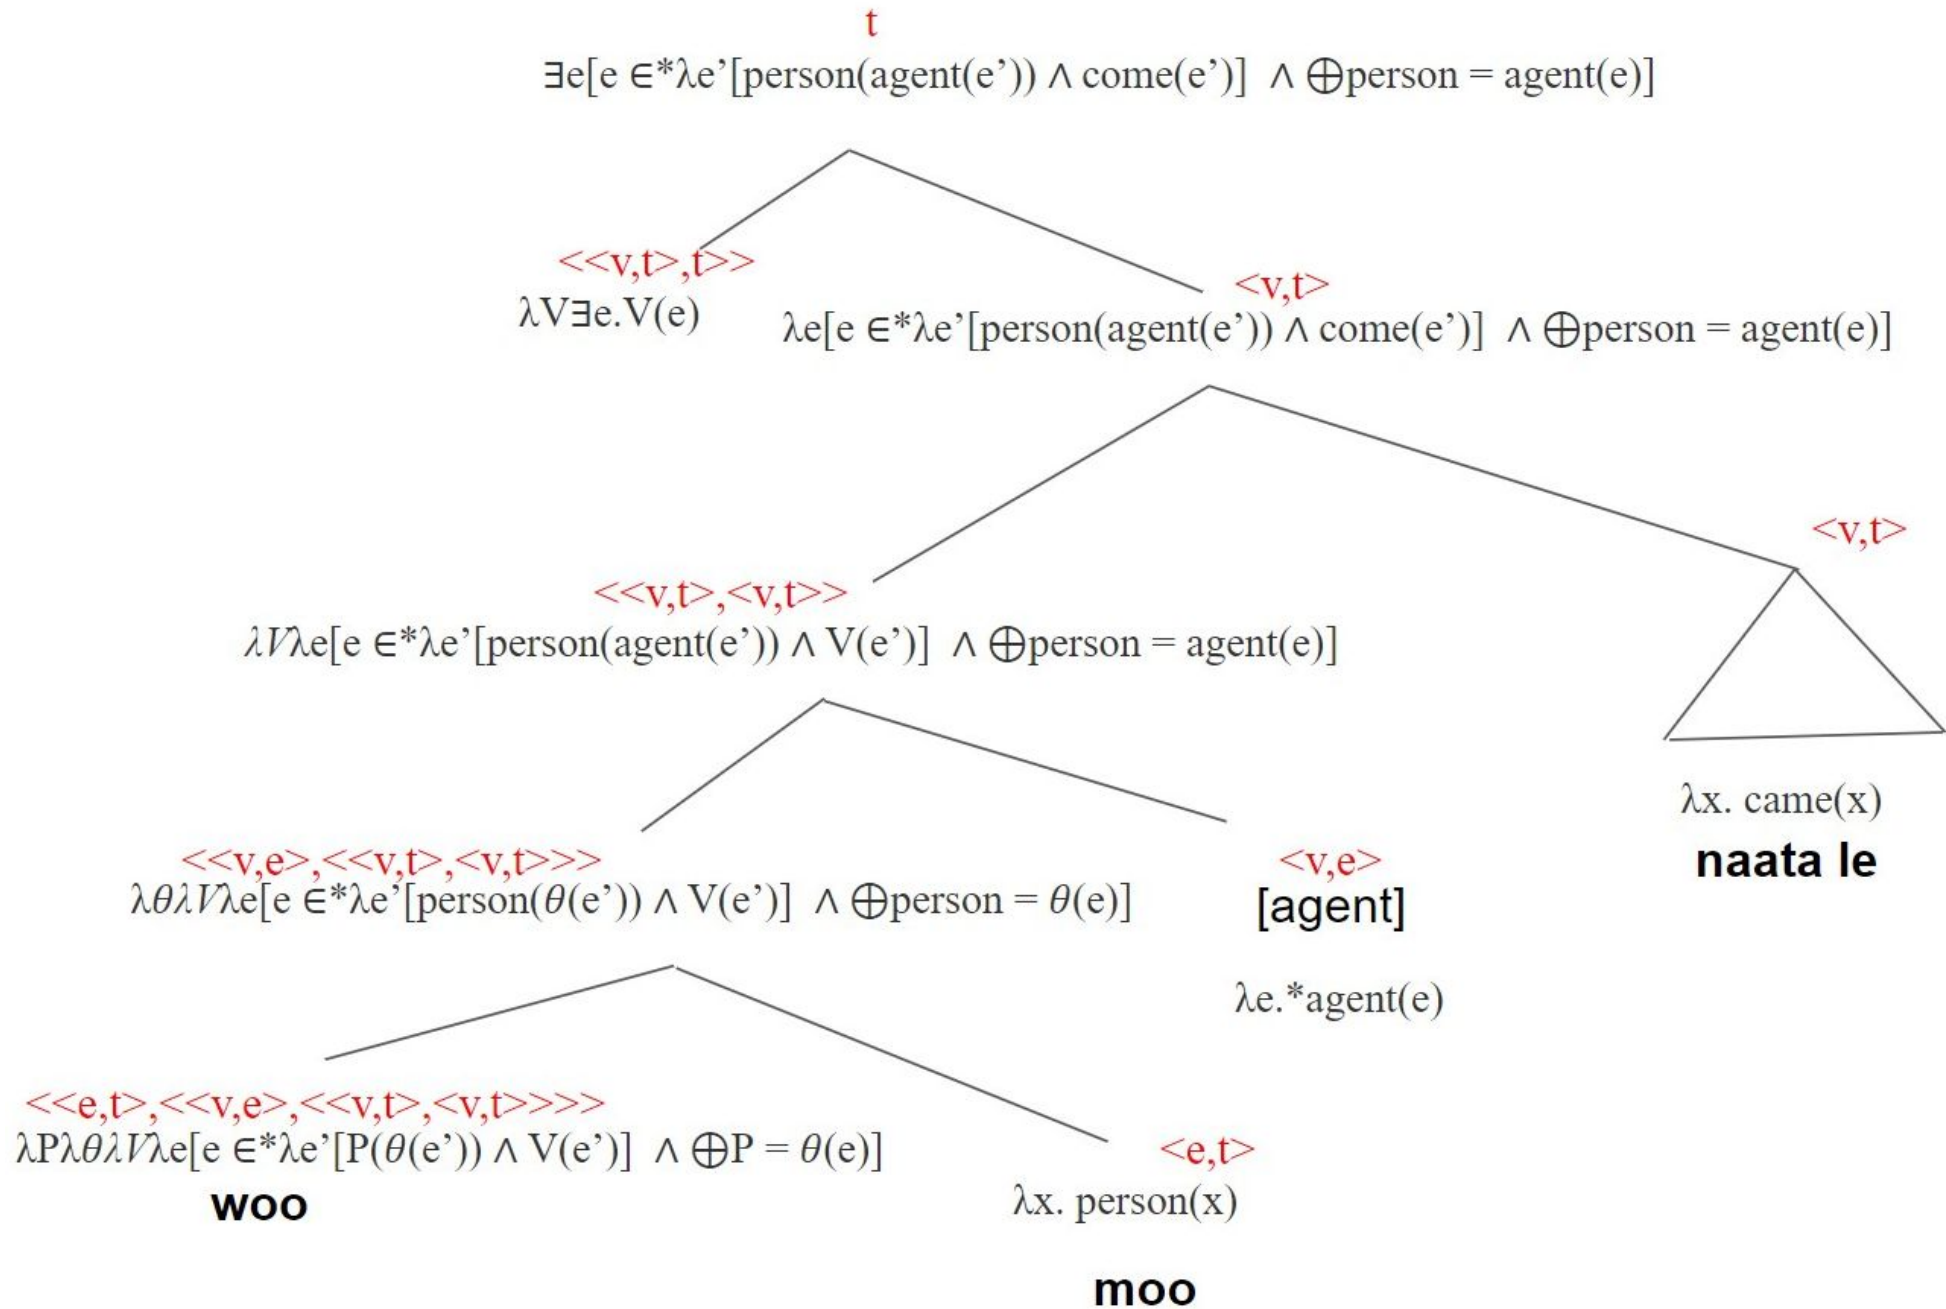 t
∃e[e ∈*λe’[person(agent(e’)) ∧ come(e’)] ∧ ⊕person = agent(e)]
<<v,t>,t>>
λV∃e.V(e)
<v,t>
λe[e ∈*λe’[person(agent(e’)) ∧ come(e’)] ∧ ⊕person = agent(e)]
<v,t>
<<v,t>,<v,t>>
λVλe[e ∈*λe’[person(agent(e’)) ∧ V(e’)] ∧ ⊕person = agent(e)]
λx. came(x)
naata le
<<v,e>,<<v,t>,<v,t>>>
λθλVλe[e ∈*λe’[person(θ(e’)) ∧ V(e’)] ∧ ⊕person = θ(e)]
<v,e>
[agent]
λe.*agent(e)
<<e,t>,<<v,e>,<<v,t>,<v,t>>>>
λPλθλVλe[e ∈*λe’[P(θ(e’)) ∧ V(e’)] ∧ ⊕P = θ(e)]
woo
<e,t>
λx. person(x)
moo